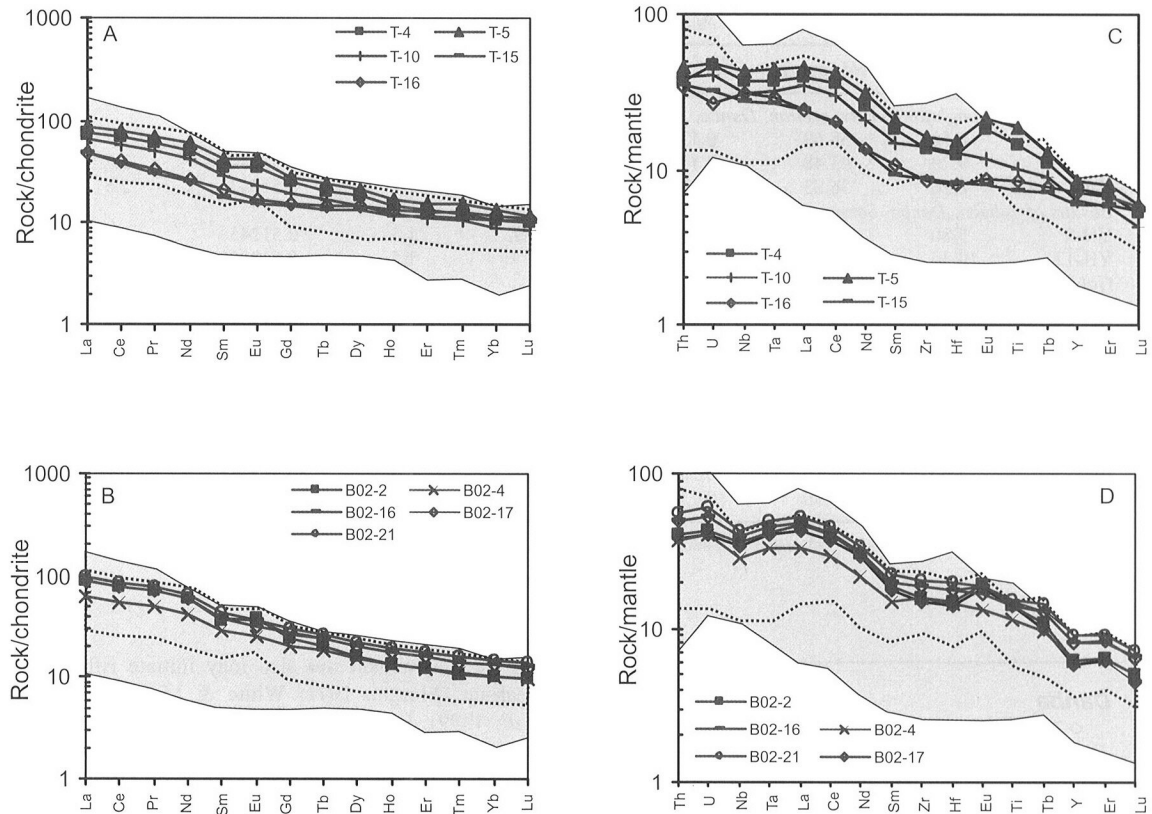 A
1000
100
10
1
Rock/chondrite
T-4
T-5
T-10
T-15
T-16
La Ce Pr Nd Sm Eu Gd Tb Dy Ho Er Tm Yb Lu
C
100
10
1
Rock/mantle
T-4
T-10
T-5
T-16
T-15
Th U Nb Ta La Ce Nd Sm Zr Hf Eu Ti Tb Y Er Lu
B
1000
100
10
1
Rock/chondrite
B02-2
B02-4
B02-16
B02-17
B02-21
La Ce Pr Nd Sm Eu Gd Tb Dy Ho Er Tm Yb Lu
D
100
10
1
Rock/mantle
B02-2
B02-16
B02-4
B02-21
B02-17
Th U Nb Ta La Ce Nd Sm Zr Hf Eu Ti Tb Y Er Lu